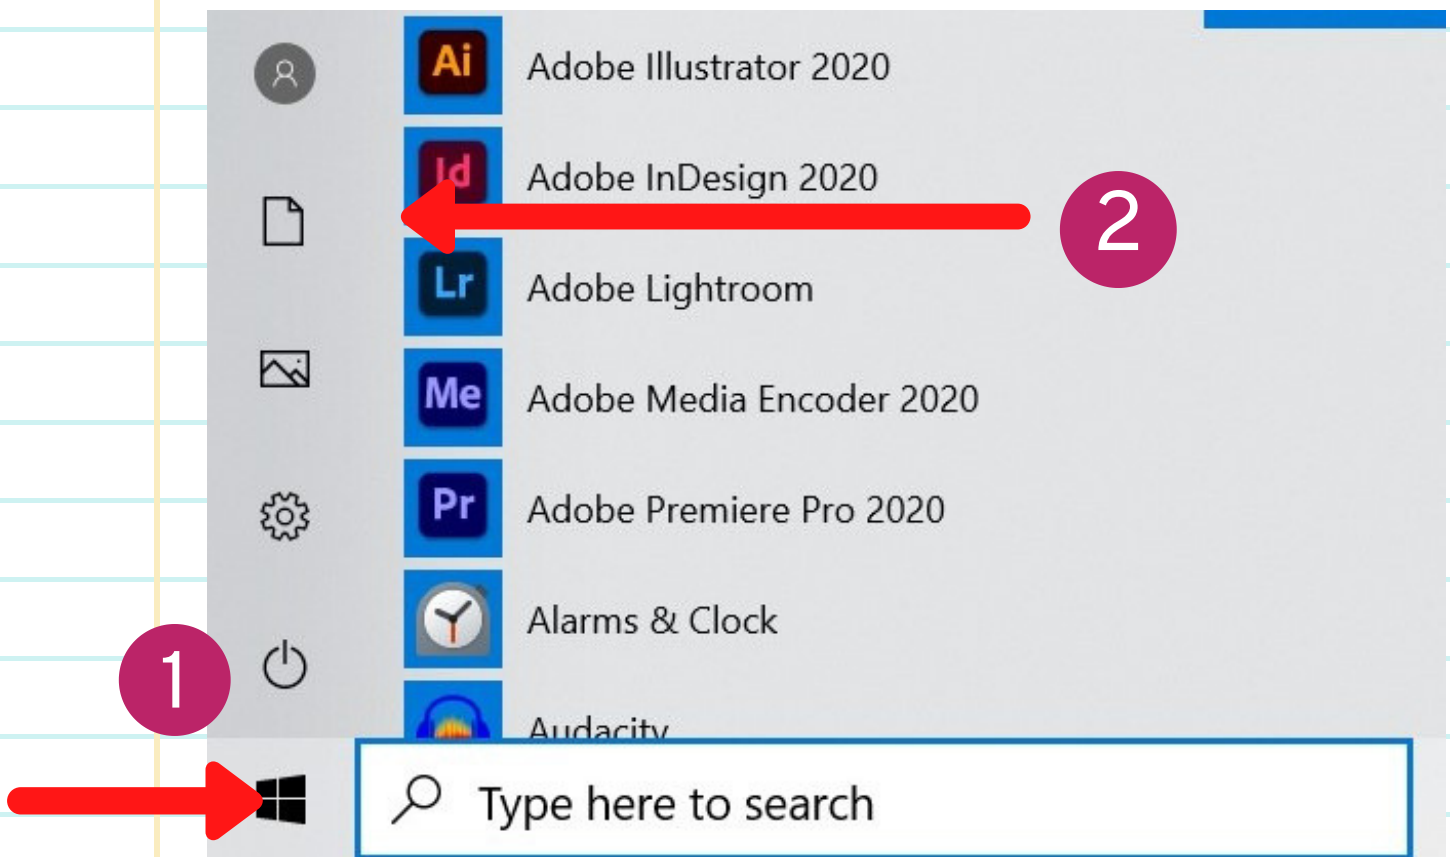 Ai Adobe Illustrator 2020
Id Adobe InDesign 2020
2
Lr Adobe Lightroom
Me Adobe Media Encoder 2020
Pr Adobe Premiere Pro 2020
Alarms & Clock
1
Audacity
Type here to search